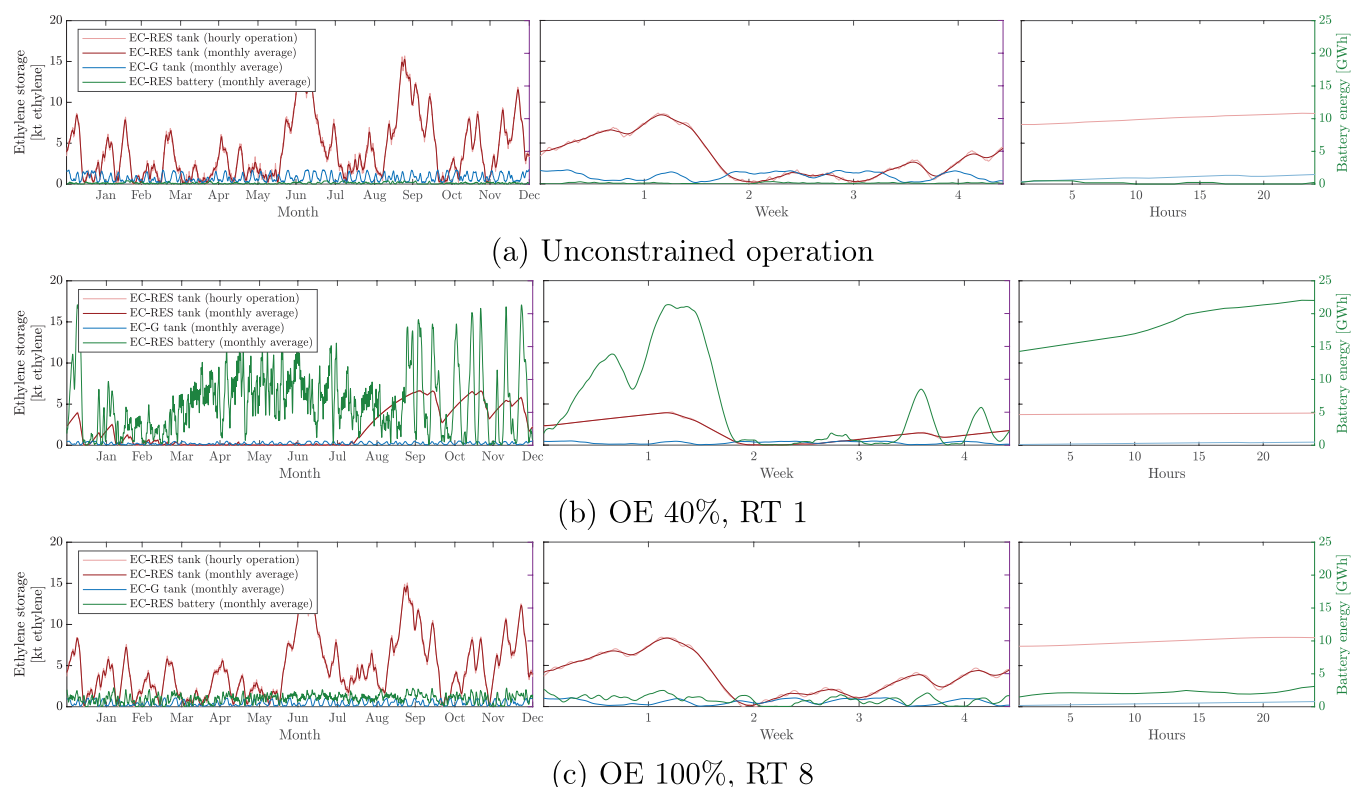 EC-RES tank (hourly operation)
EC-RES tank (monthly average)
EC-G tank (monthly average)
EC-RES battery (monthly average)
Ethylene storage
[kt ethylene]
20
15
10
5
0
Jan Feb Mar Apr May Jun Jul Aug Sep Oct Nov Dec
Month
1 2 3 4
Week
5 10 15 20
Hours
25
20
15
10
5
0
Battery energy [GWh]
(a) Unconstrained operation
EC-RES tank (hourly operation)
EC-RES tank (monthly average)
EC-G tank (monthly average)
EC-RES battery (monthly average)
Ethylene storage
[kt ethylene]
20
15
10
5
0
Jan Feb Mar Apr May Jun Jul Aug Sep Oct Nov Dec
Month
1 2 3 4
Week
5 10 15 20
Hours
25
20
15
10
5
0
Battery energy [GWh]
(b) OE 40%, RT 1
EC-RES tank (hourly operation)
EC-RES tank (monthly average)
EC-G tank (monthly average)
EC-RES battery (monthly average)
Ethylene storage
[kt ethylene]
20
15
10
5
0
Jan Feb Mar Apr May Jun Jul Aug Sep Oct Nov Dec
Month
1 2 3 4
Week
5 10 15 20
Hours
25
20
15
10
5
0
Battery energy [GWh]
(c) OE 100%, RT 8